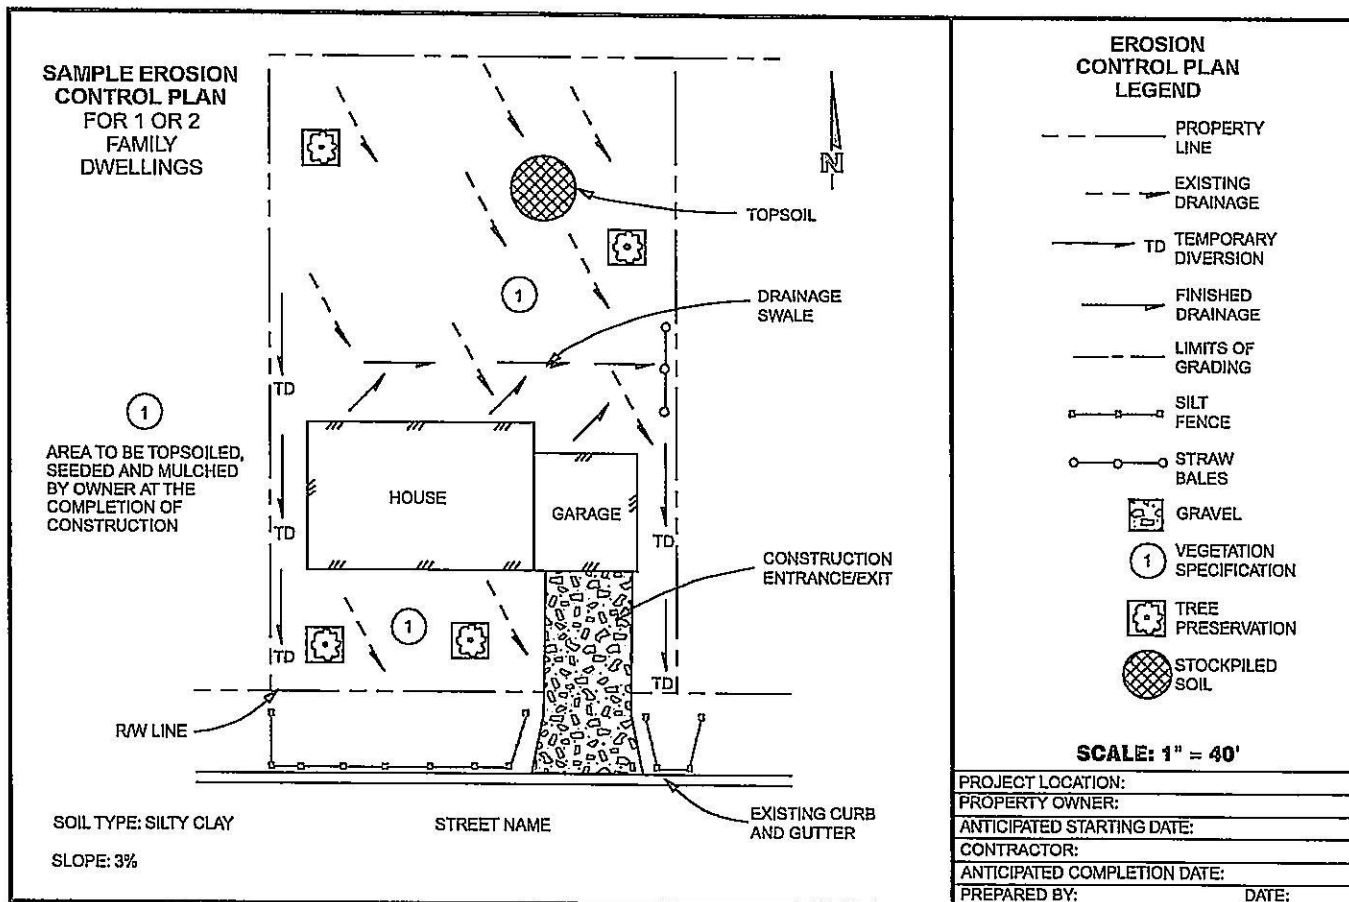 SAMPLE EROSION
CONTROL PLAN
FOR 1 OR 2
FAMILY
DWELLINGS
N
TOPSOIL
1
DRAINAGE
SWALE
TD
TD
TD
TD
TD
TD
1
AREA TO BE TOPSOILED,
SEEDED AND MULCHED
BY OWNER AT THE
COMPLETION OF
CONSTRUCTION
HOUSE
GARAGE
CONSTRUCTION
ENTRANCE/EXIT
1
R/W LINE
EXISTING CURB
AND GUTTER
STREET NAME
SOIL TYPE: SILTY CLAY
SLOPE: 3%
EROSION
CONTROL PLAN
LEGEND
PROPERTY
LINE
EXISTING
DRAINAGE
TD TEMPORARY
DIVERSION
FINISHED
DRAINAGE
LIMITS OF
GRADING
SILT
FENCE
STRAW
BALES
GRAVEL
1 VEGETATION
SPECIFICATION
TREE
PRESERVATION
STOCKPILED
SOIL
SCALE: 1" = 40'
PROJECT LOCATION:
PROPERTY OWNER:
ANTICIPATED STARTING DATE:
CONTRACTOR:
ANTICIPATED COMPLETION DATE:
PREPARED BY: DATE: